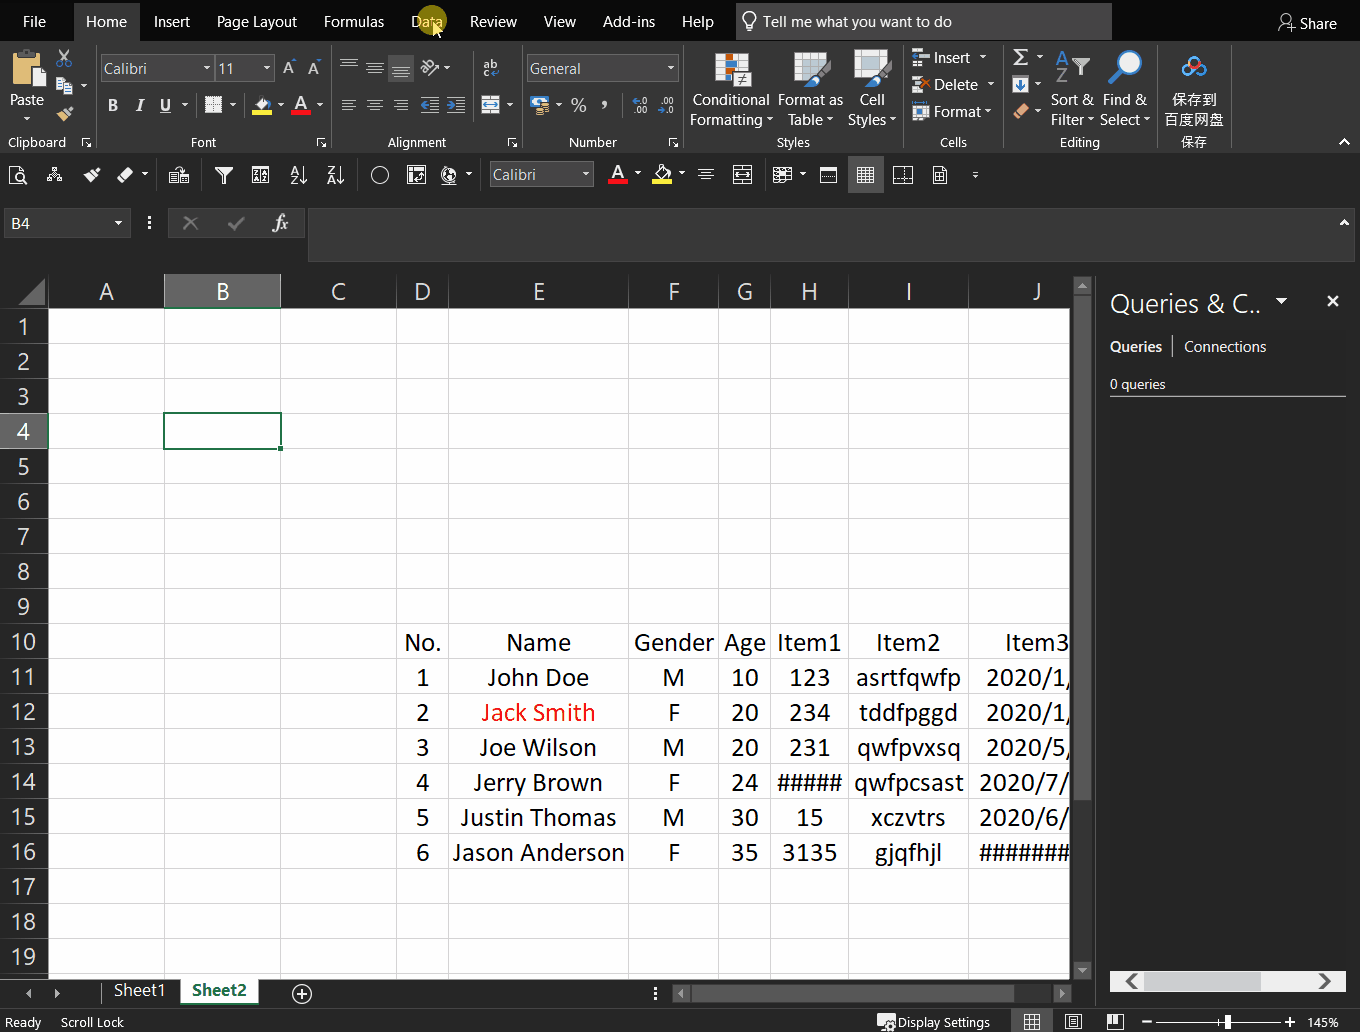 File Home Insert Page Layout Formulas Data Review View Add-ins Help Tell me what you want to do Share
Paste
Clipboard
Calibri 11
B I U
Font
ab
Alignment
General
%
Number
Conditional Formatting
Format as Table
Cell Styles
Styles
Insert
Delete
Format
Cells
Sort & Filter
Find & Select
Editing
保存到
百度网盘
保存
Calibri
B4 fx
A B C D E F G H I J
1
2
3
4
5
6
7
8
9
10 No. Name Gender Age Item1 Item2 Item3
11 1 John Doe M 10 123 asrtfqwfp 2020/1/
12 2 Jack Smith F 20 234 tddfpggd 2020/1/
13 3 Joe Wilson M 20 231 qwfpvxsq 2020/5/
14 4 Jerry Brown F 24 ##### qwfpcsast 2020/7/
15 5 Justin Thomas M 30 15 xczvtrs 2020/6/
16 6 Jason Anderson F 35 3135 gjqfhjl #######
17
18
19
Queries & C..
Queries Connections
0 queries
Sheet1 Sheet2
Ready Scroll Lock Display Settings 145%